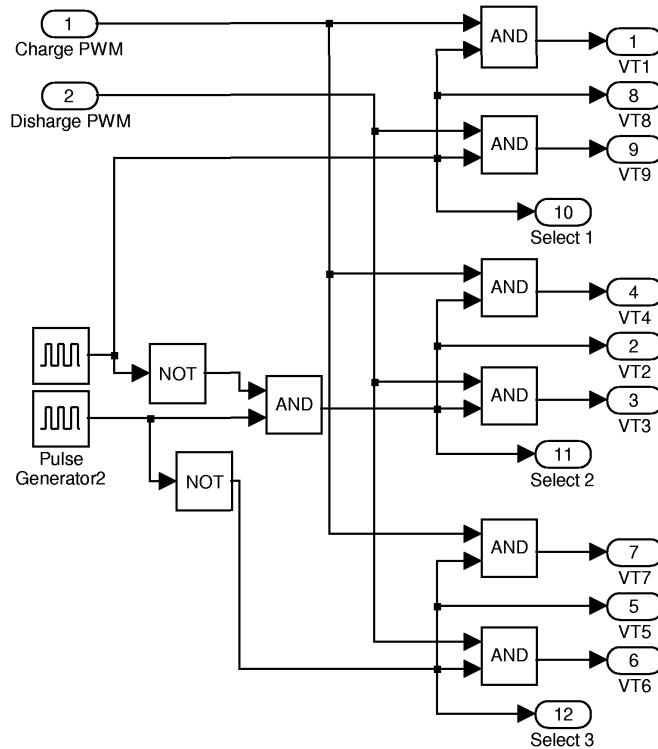 1
Charge PWM
AND
1
VT1
2
Disharge PWM
8
VT8
AND
9
VT9
10
Select 1
AND
4
VT4
2
VT2
NOT
AND
AND
3
VT3
Pulse
Generator2
NOT
11
Select 2
AND
7
VT7
5
VT5
AND
6
VT6
12
Select 3